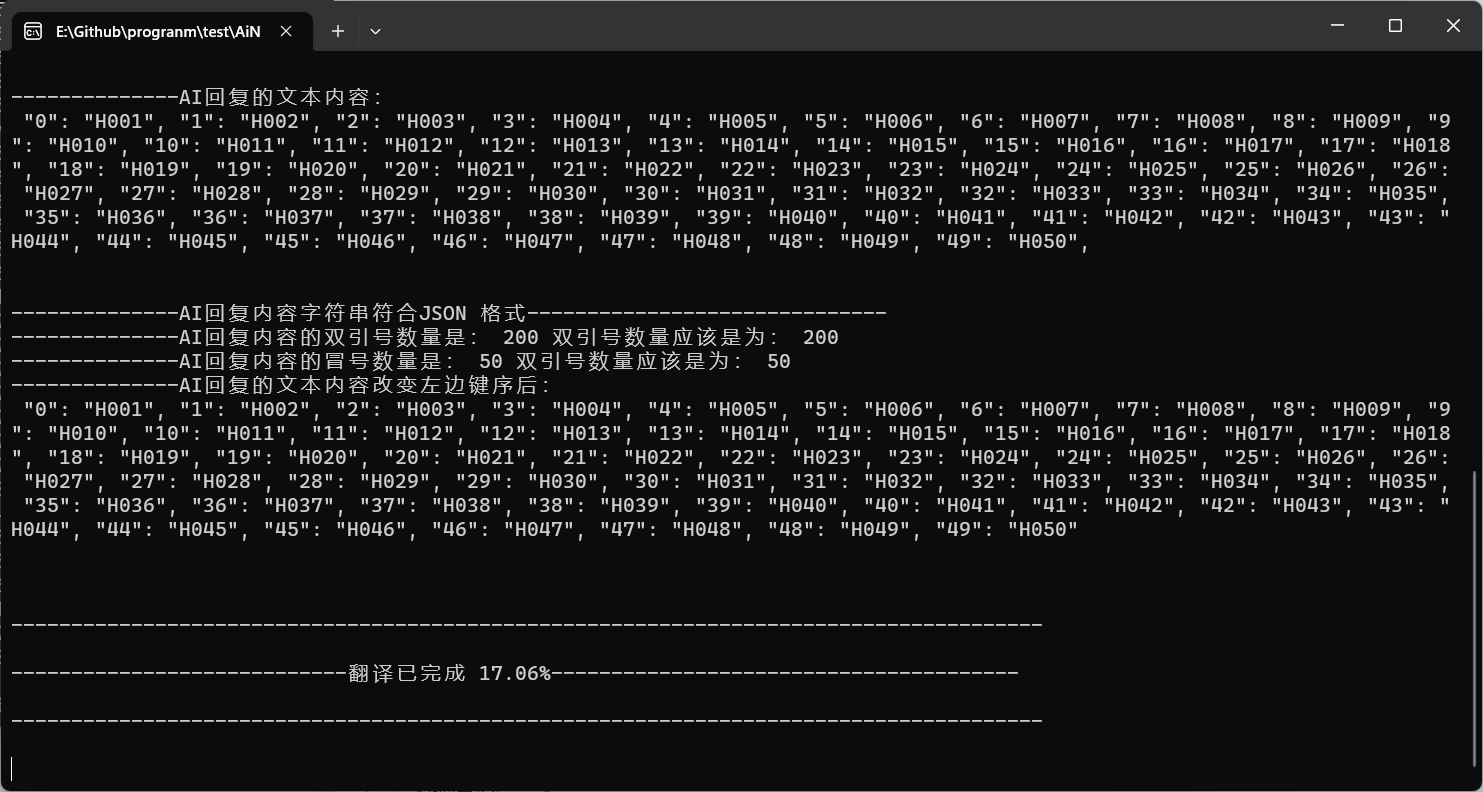 E:\Github\progranm\test\AiN
--------------AI回复的文本内容:
"0": "H001", "1": "H002", "2": "H003", "3": "H004", "4": "H005", "5": "H006", "6": "H007", "7": "H008", "8": "H009", "9
": "H010", "10": "H011", "11": "H012", "12": "H013", "13": "H014", "14": "H015", "15": "H016", "16": "H017", "17": "H018
", "18": "H019", "19": "H020", "20": "H021", "21": "H022", "22": "H023", "23": "H024", "24": "H025", "25": "H026", "26":
"H027", "27": "H028", "28": "H029", "29": "H030", "30": "H031", "31": "H032", "32": "H033", "33": "H034", "34": "H035",
"35": "H036", "36": "H037", "37": "H038", "38": "H039", "39": "H040", "40": "H041", "41": "H042", "42": "H043", "43": "
H044", "44": "H045", "45": "H046", "46": "H047", "47": "H048", "48": "H049", "49": "H050",
--------------AI回复内容字符串符合JSON 格式------------------------------
--------------AI回复内容的双引号数量是: 200 双引号数量应该是为: 200
--------------AI回复内容的冒号数量是: 50 双引号数量应该是为: 50
--------------AI回复的文本内容改变左边键序后:
"0": "H001", "1": "H002", "2": "H003", "3": "H004", "4": "H005", "5": "H006", "6": "H007", "7": "H008", "8": "H009", "9
": "H010", "10": "H011", "11": "H012", "12": "H013", "13": "H014", "14": "H015", "15": "H016", "16": "H017", "17": "H018
", "18": "H019", "19": "H020", "20": "H021", "21": "H022", "22": "H023", "23": "H024", "24": "H025", "25": "H026", "26":
"H027", "27": "H028", "28": "H029", "29": "H030", "30": "H031", "31": "H032", "32": "H033", "33": "H034", "34": "H035",
"35": "H036", "36": "H037", "37": "H038", "38": "H039", "39": "H040", "40": "H041", "41": "H042", "42": "H043", "43": "
H044", "44": "H045", "45": "H046", "46": "H047", "47": "H048", "48": "H049", "49": "H050"
--------------------------------------------------------------------------------------
----------------------------翻译已完成 17.06%---------------------------------------
--------------------------------------------------------------------------------------